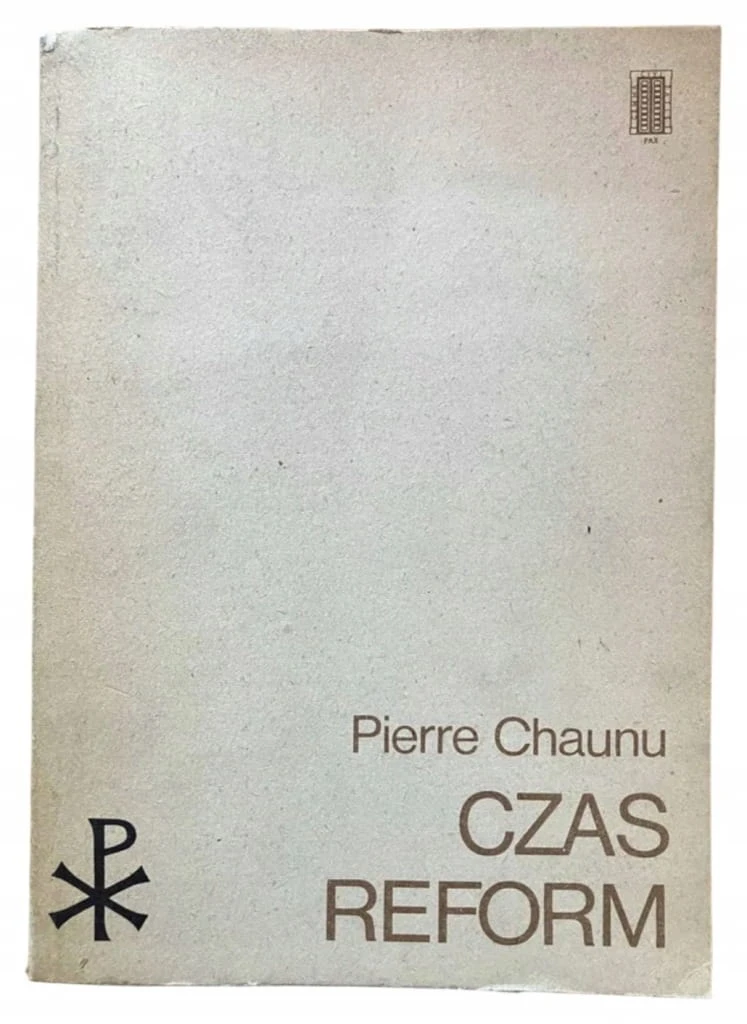 PAX
Pierre Chaunu
CZAS
REFORM